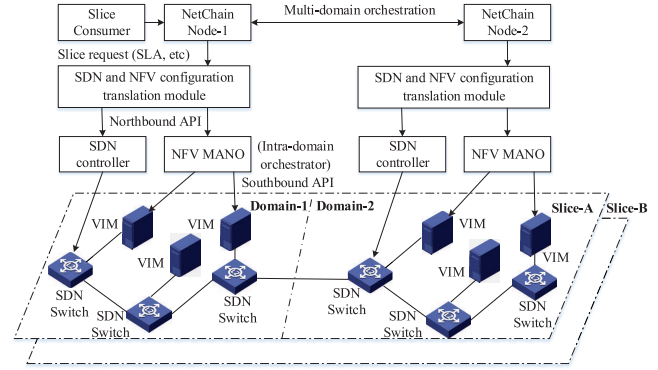 Slice
Consumer
NetChain
Node-1
Multi-domain orchestration
NetChain
Node-2
Slice request (SLA, etc)
SDN and NFV configuration
translation module
SDN and NFV configuration
translation module
Northbound API
SDN
controller
NFV MANO
(Intra-domain
orchestrator)
Southbound API
SDN
controller
NFV MANO
Domain-1
Domain-2
Slice-A
Slice-B
VIM
VIM
VIM
SDN
Switch
SDN
Switch
SDN
Switch
VIM
VIM
VIM
SDN
Switch
SDN
Switch
SDN
Switch